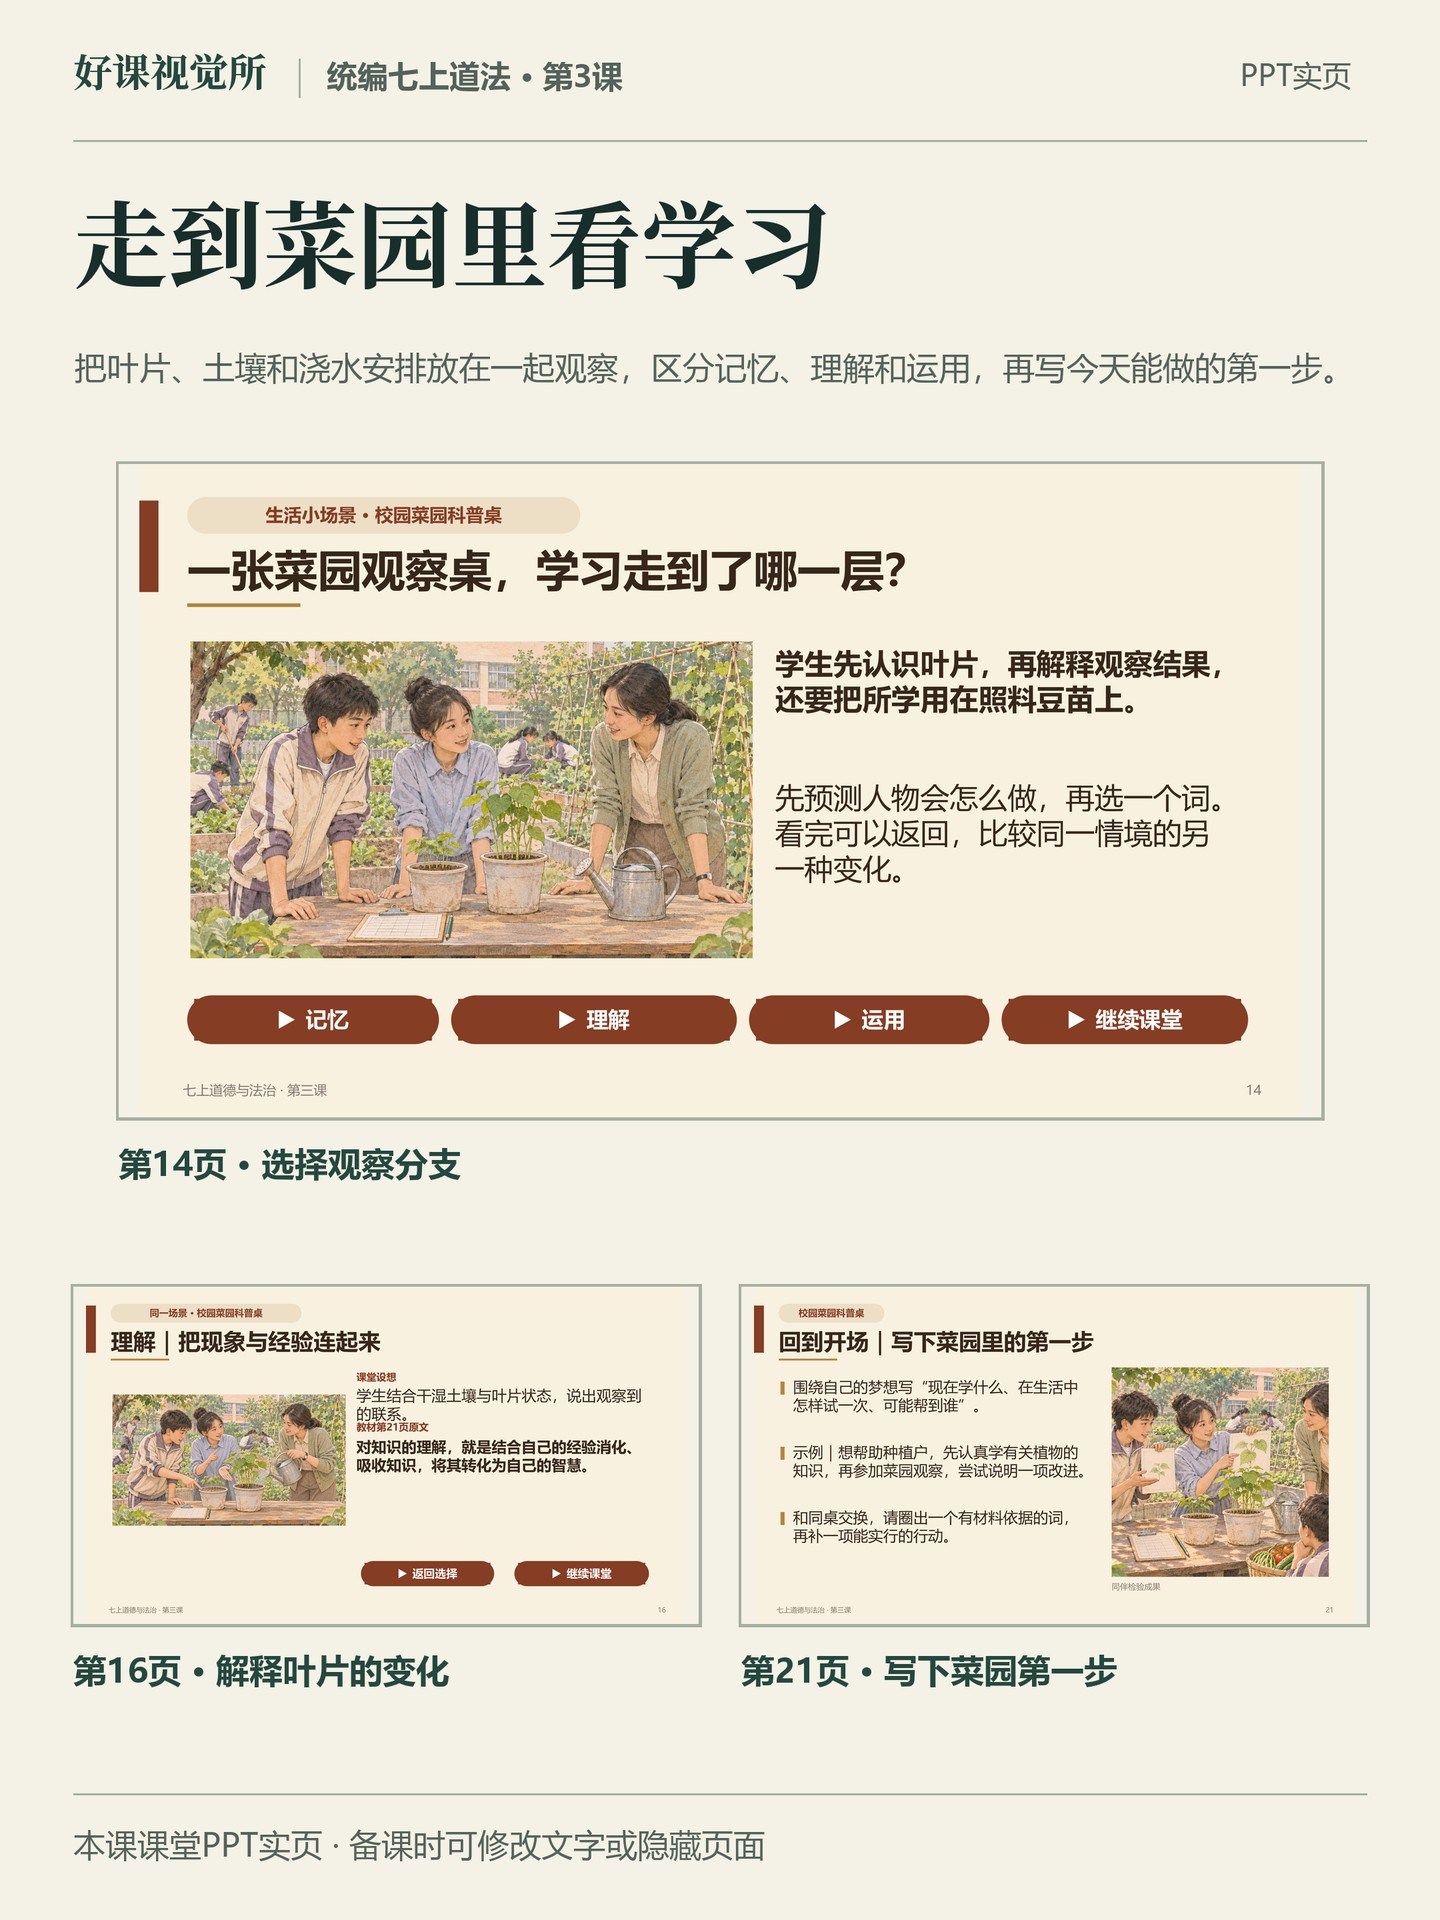 好课视觉所
统编七上道法·第3课
PPT实页
走到菜园里看学习
把叶片、土壤和浇水安排放在一起观察，区分记忆、理解和运用，再写今天能做的第一步。
生活小场景·校园菜园科普桌
一张菜园观察桌，学习走到了哪一层？
学生先认识叶片，再解释观察结果，
还要把所学用在照料豆苗上。
先预测人物会怎么做，再选一个词。
看完可以返回，比较同一情境的另
一种变化。
▶ 记忆
▶ 理解
▶ 运用
▶ 继续课堂
七上道德与法治·第三课
14
第14页·选择观察分支
同一场景·校园菜园科普桌
理解｜把现象与经验连起来
课堂设想
学生结合干湿土壤与叶片状态，说出观察到
的联系。
教材第21页原文
对知识的理解，就是结合自己的经验消化、
吸收知识，将其转化为自己的智慧。
▶ 返回选择
▶ 继续课堂
七上道德与法治·第三课
16
第16页·解释叶片的变化
校园菜园科普桌
回到开场｜写下菜园里的第一步
围绕自己的梦想写“现在学什么、在生活中
怎样试一次、可能帮到谁”。
示例｜想帮助种植户，先认真学有关植物的
知识，再参加菜园观察，尝试说明一项改进。
和同桌交换，请圈出一个有材料依据的词，
再补一项能实行的行动。
同伴检验成果
七上道德与法治·第三课
21
第21页·写下菜园第一步
本课课堂PPT实页·备课时可修改文字或隐藏页面